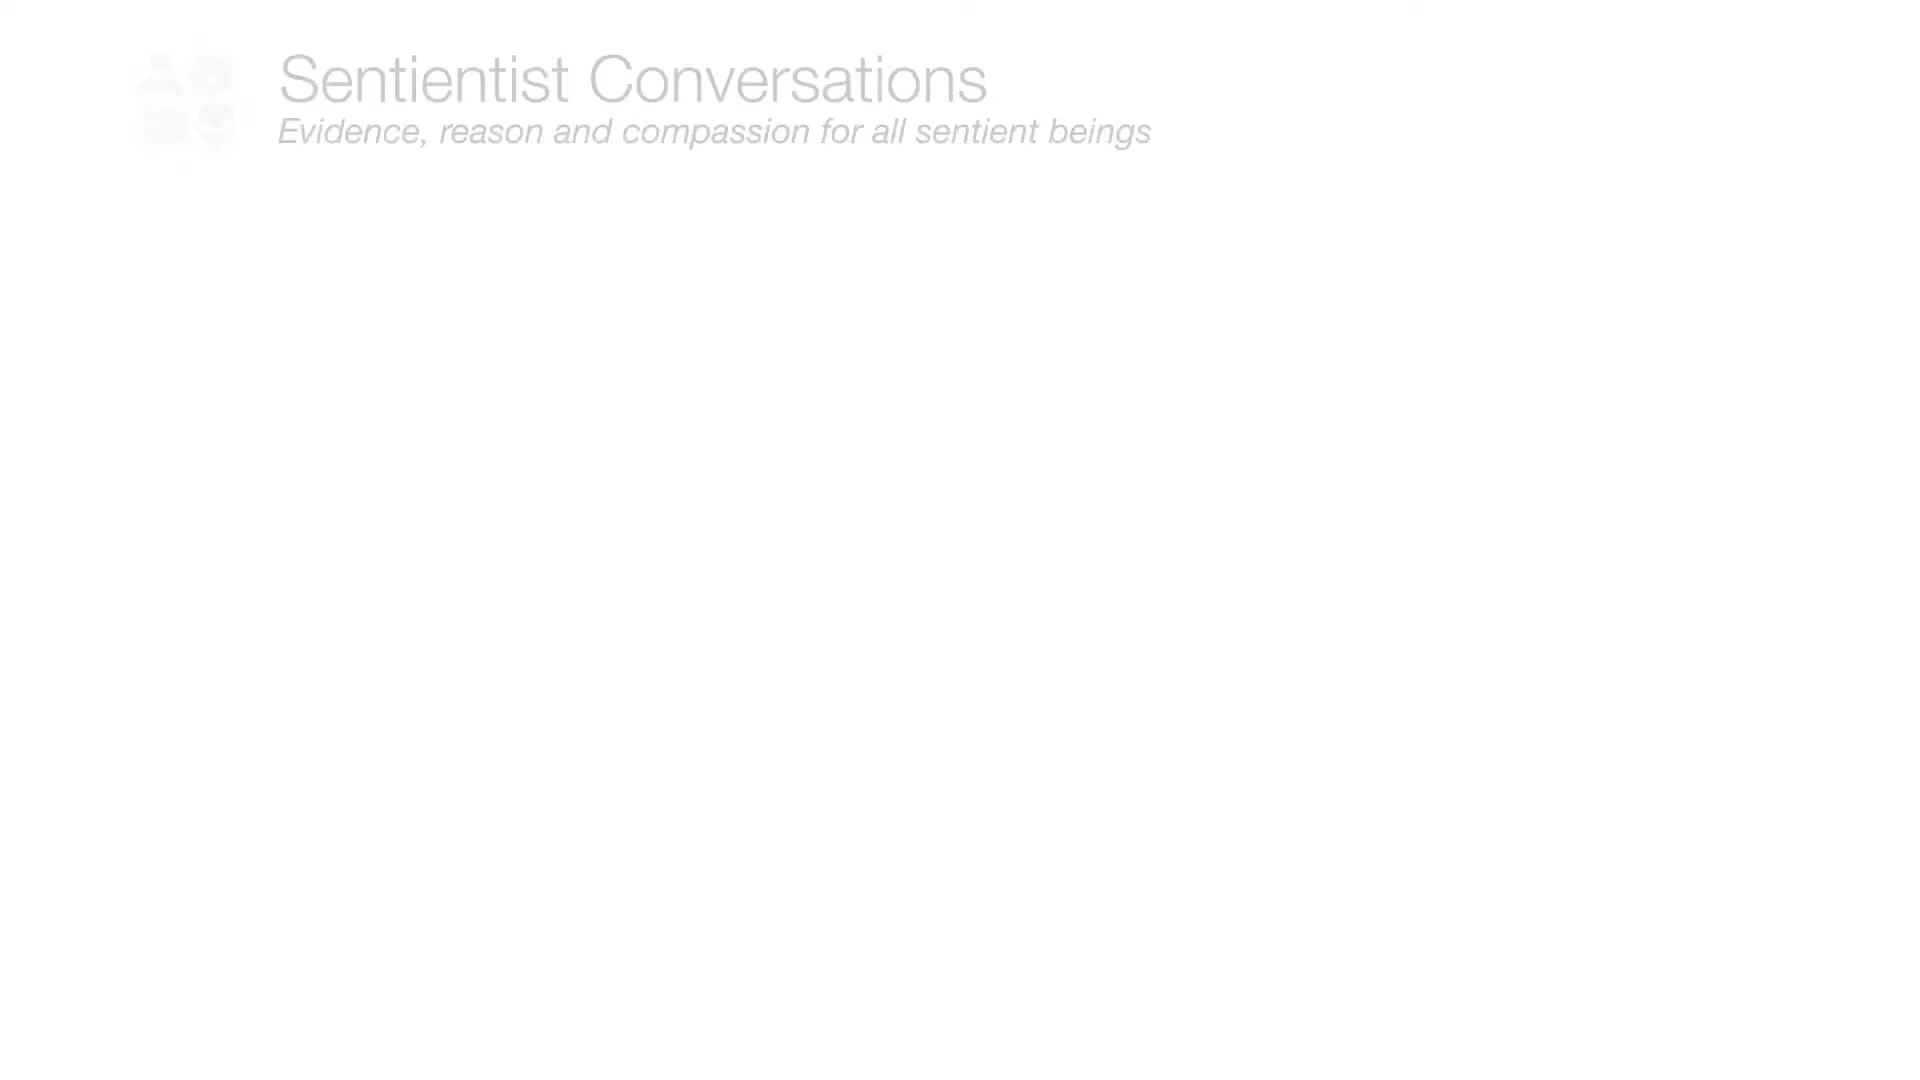 Sentientist Conversations
Evidence, reason and compassion for all sentient beings